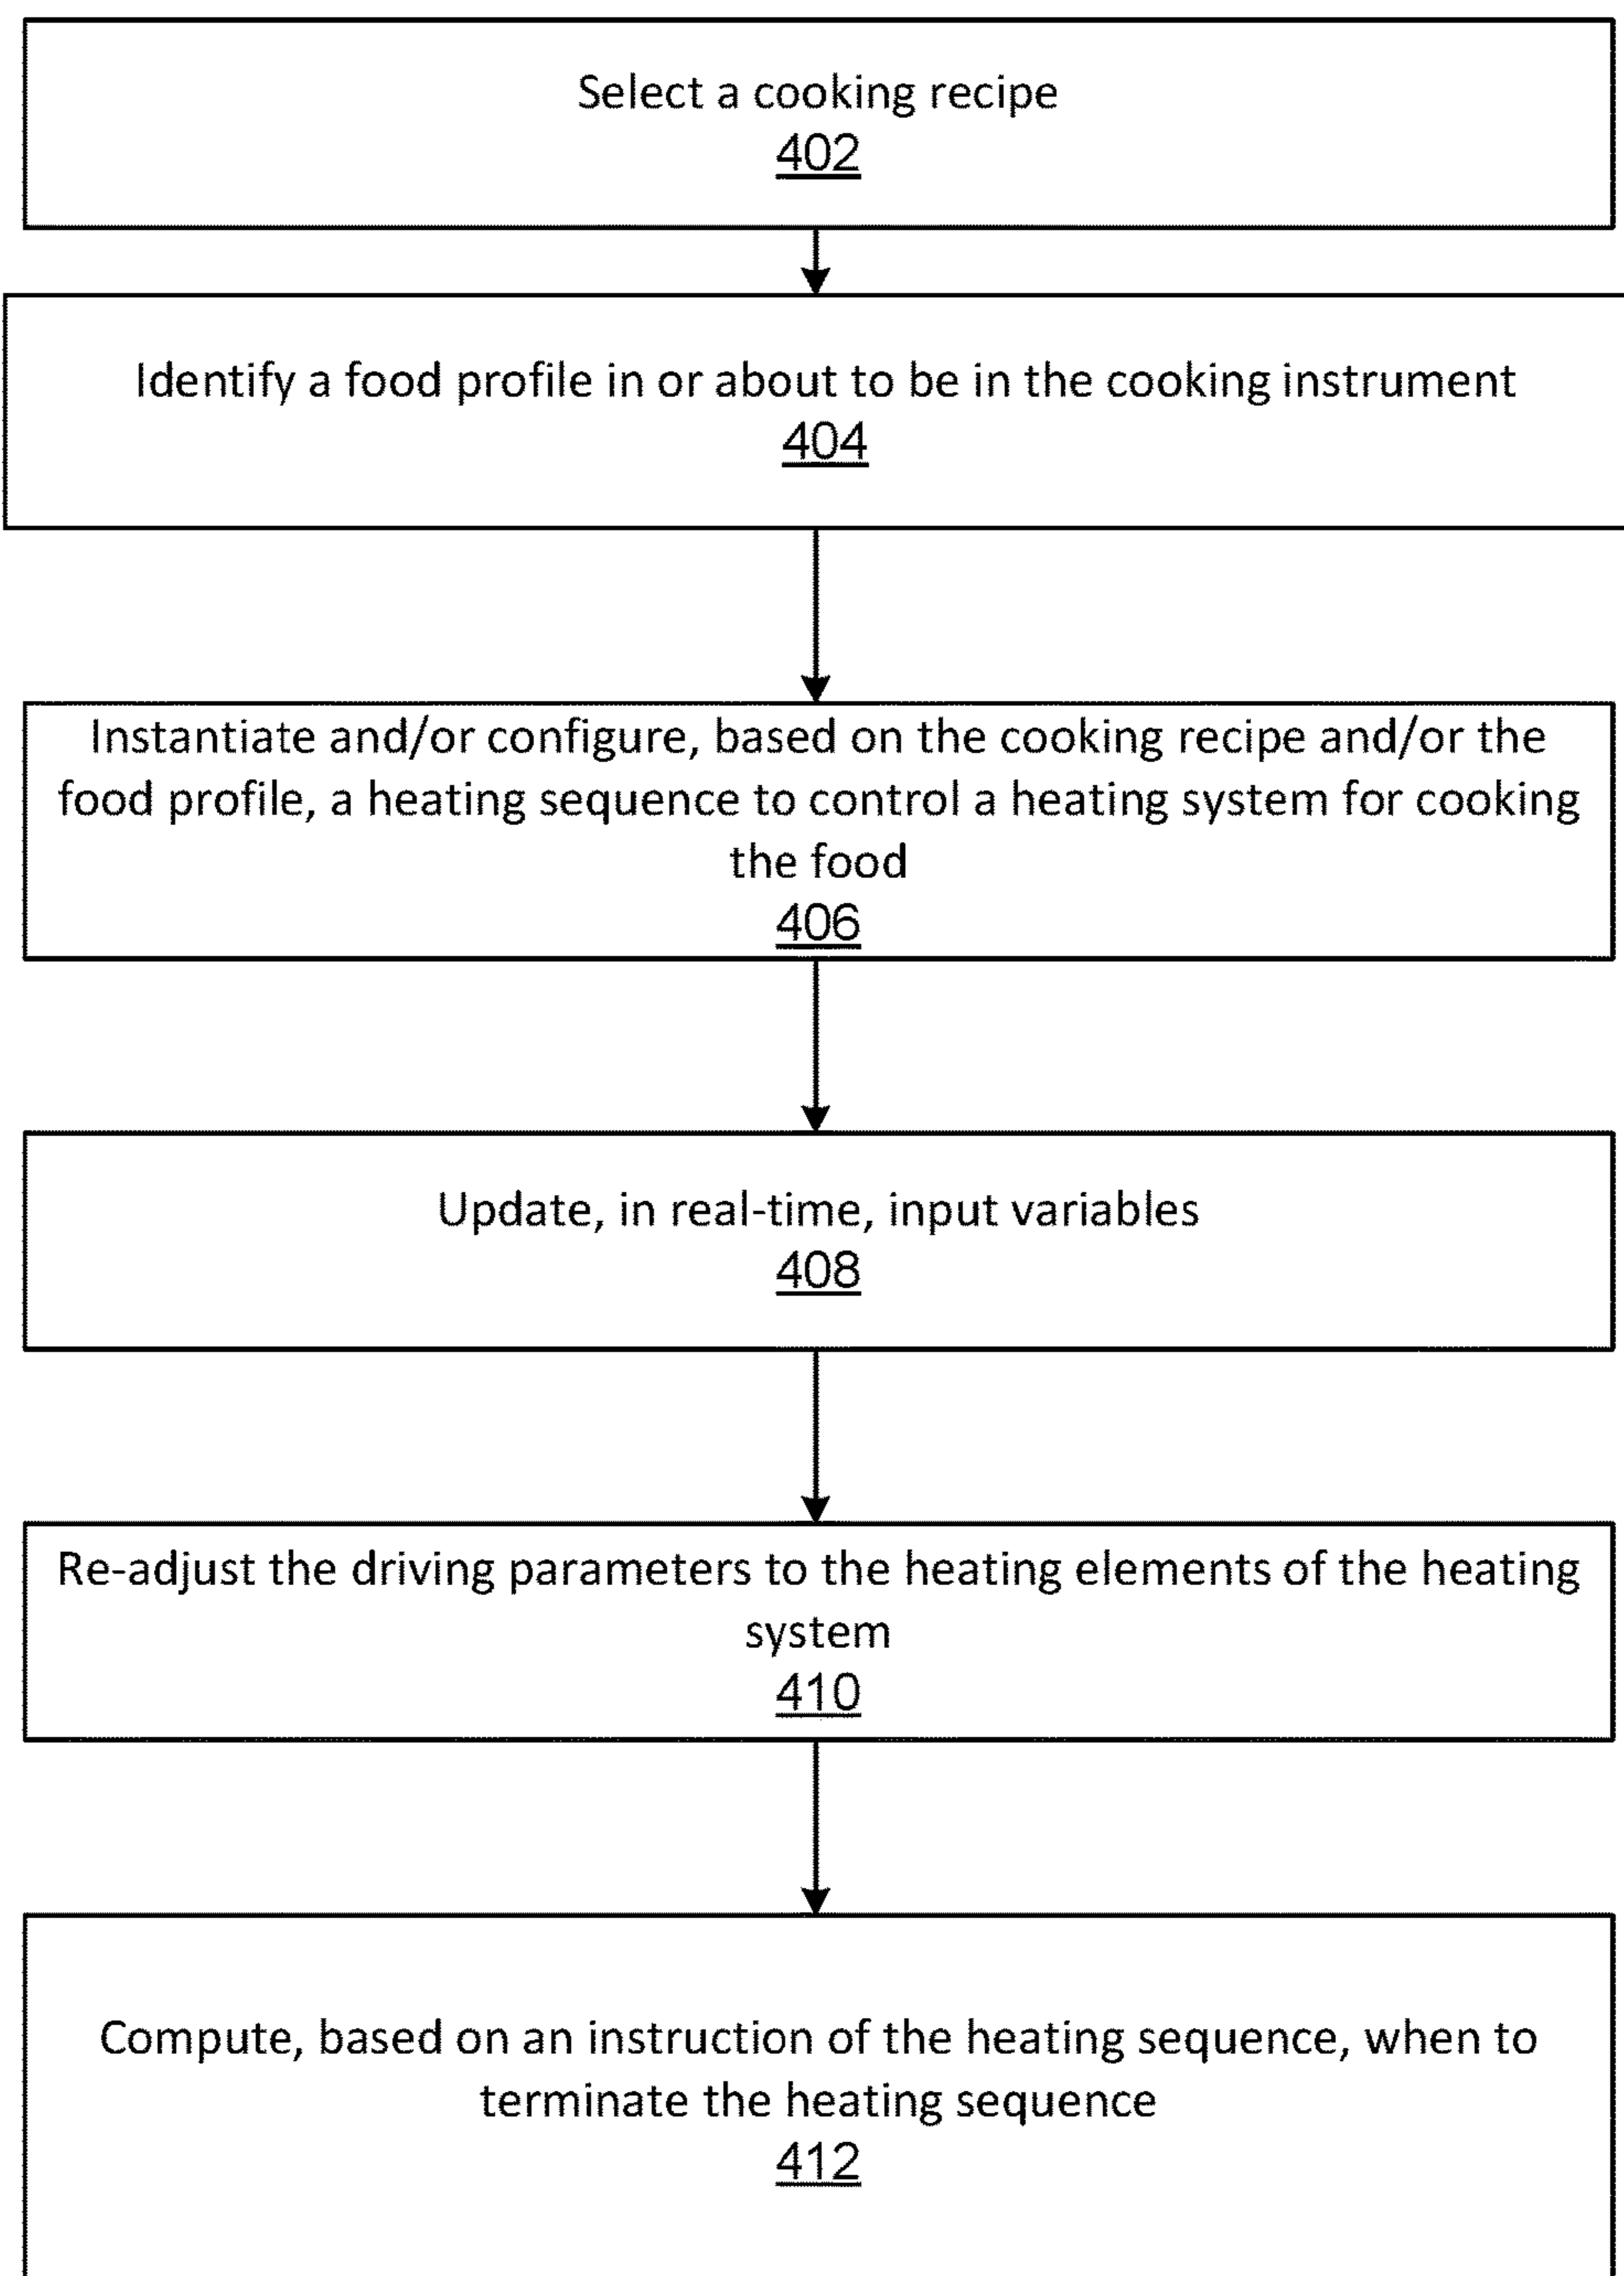 Select a cooking recipe
402
Identify a food profile in or about to be in the cooking instrument
404
Instantiate and/or configure, based on the cooking recipe and/or the
food profile, a heating sequence to control a heating system for cooking
the food
406
Update, in real-time, input variables
408
Re-adjust the driving parameters to the heating elements of the heating
system
410
Compute, based on an instruction of the heating sequence, when to
terminate the heating sequence
412